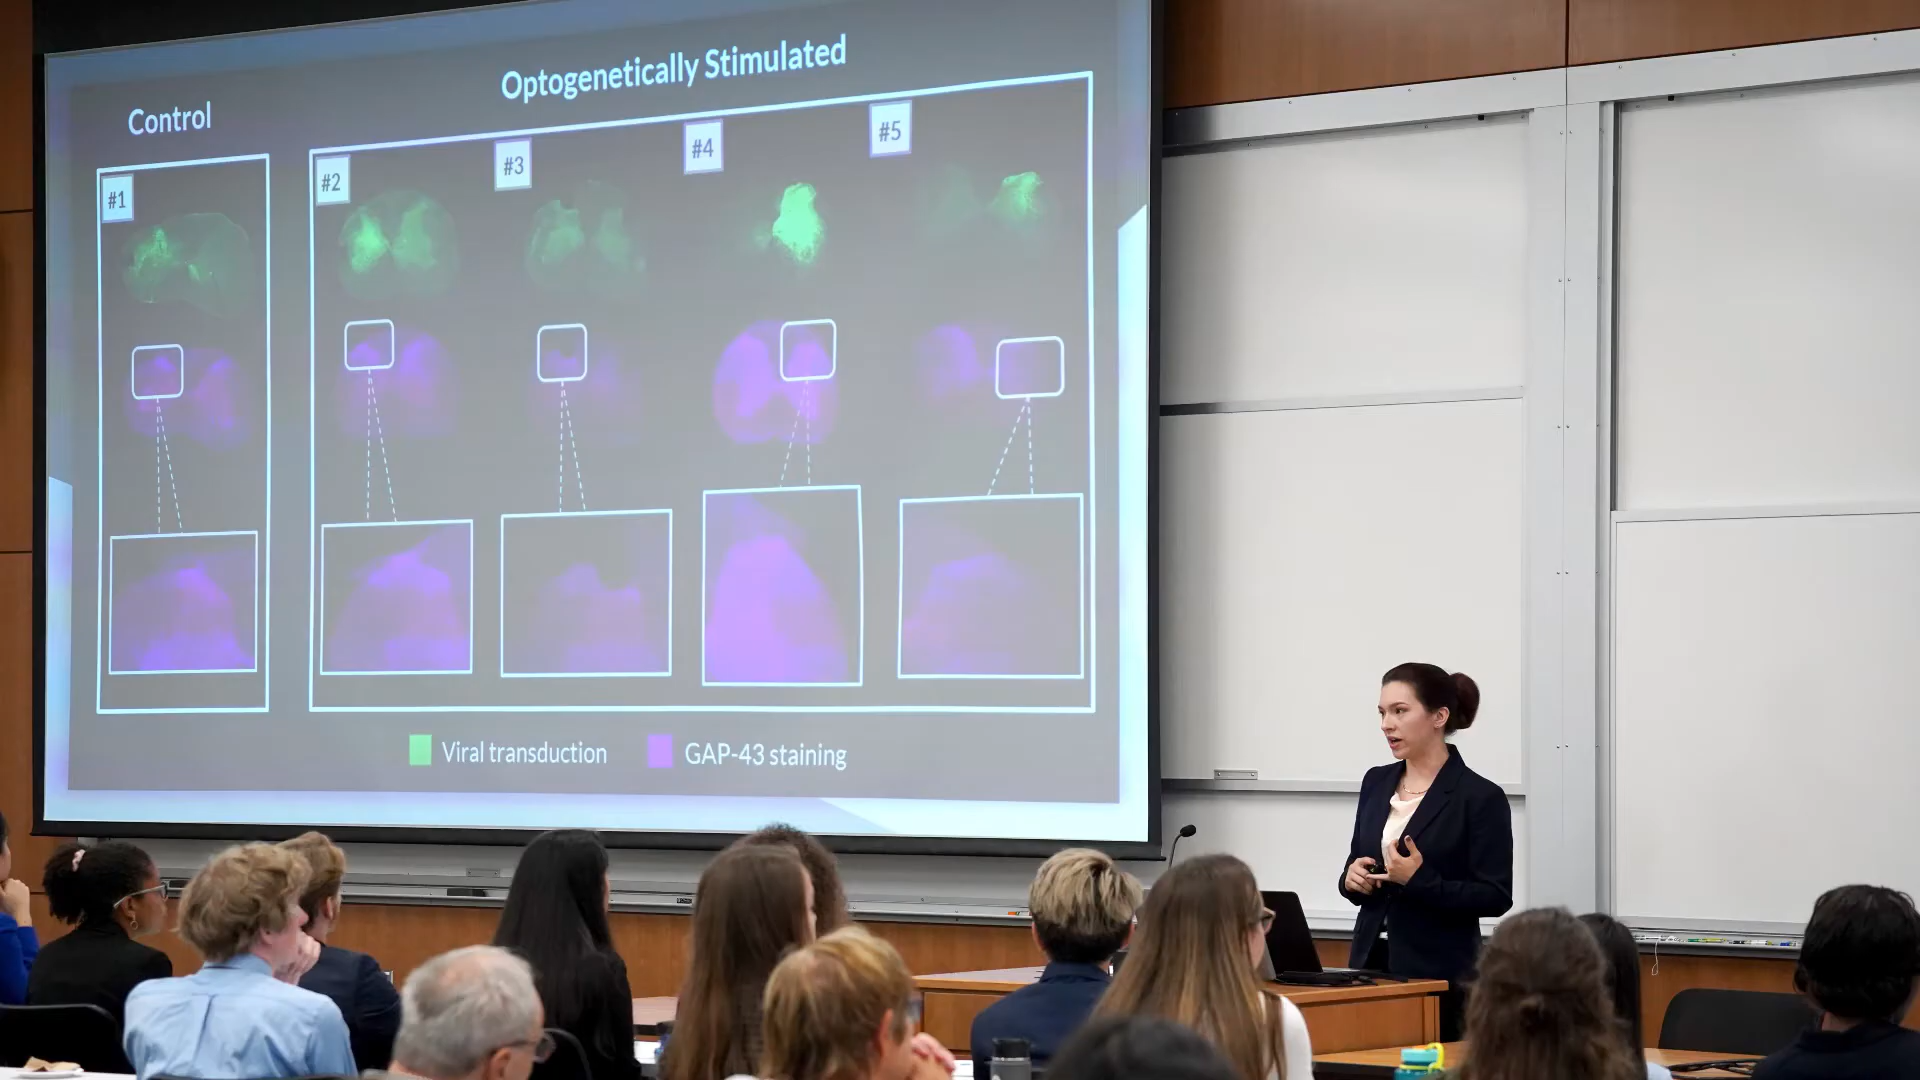 Control
Optogenetically Stimulated
#1
#2
#3
#4
#5
Viral transduction
GAP-43 staining